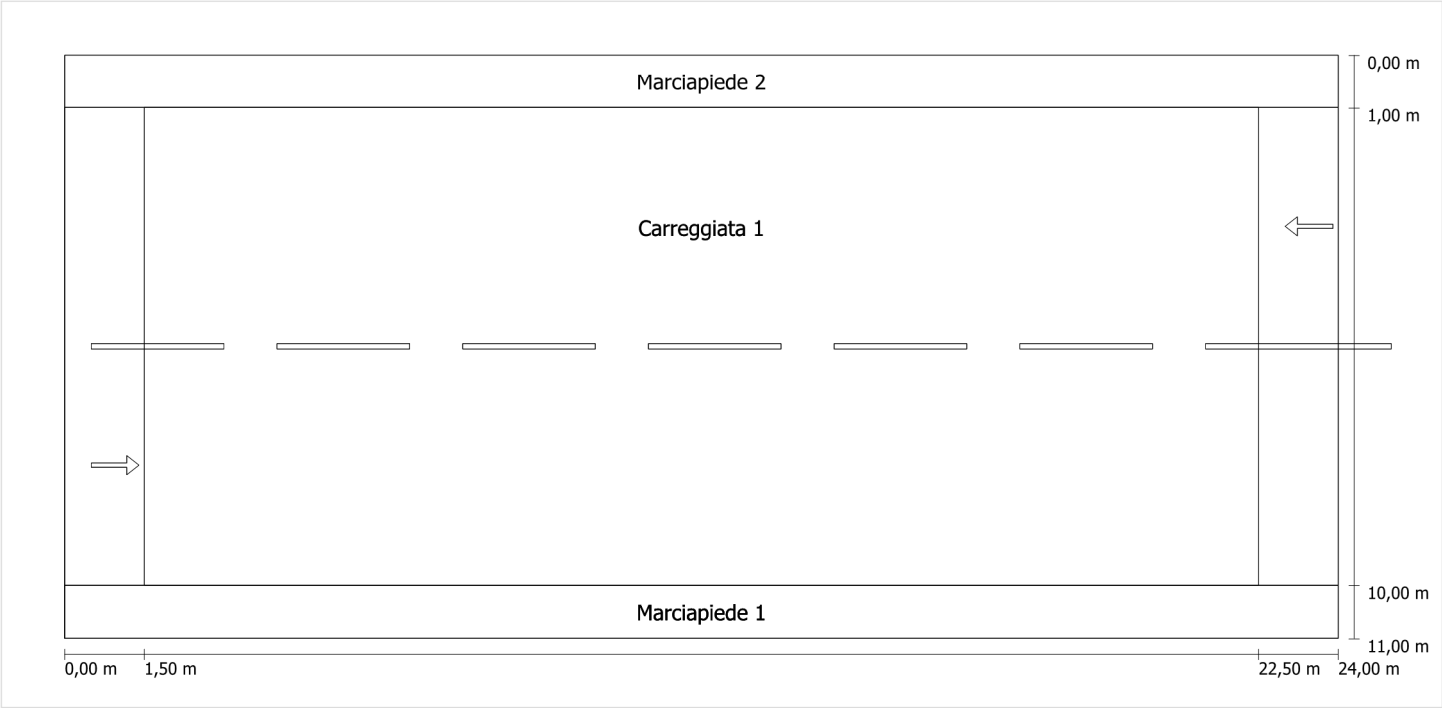 Marciapiede 2
0,00 m
1,00 m
Carreggiata 1
10,00 m
Marciapiede 1
11,00 m
0,00 m 1,50 m 22,50 m 24,00 m